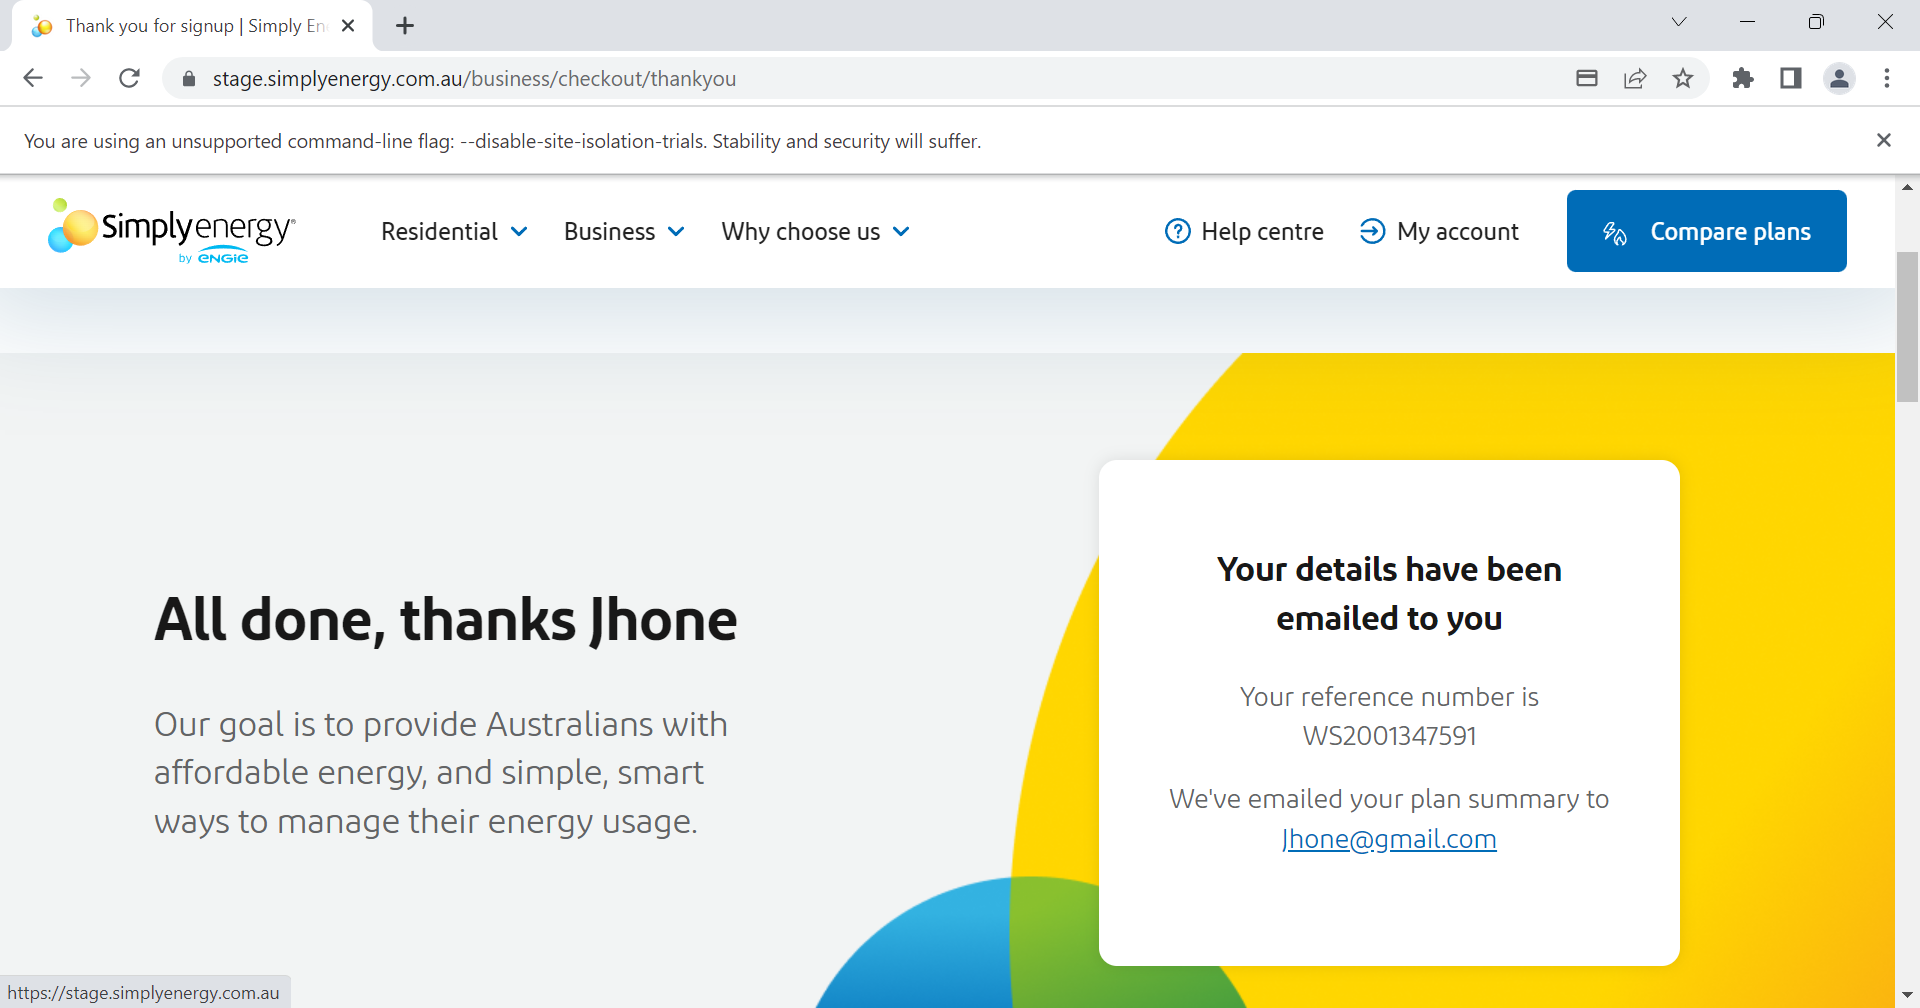 Thank you for signup | Simply En
stage.simplyenergy.com.au/business/checkout/thankyou
You are using an unsupported command-line flag: --disable-site-isolation-trials. Stability and security will suffer.
Simplyenergy®
by ENGIE
Residential Business Why choose us Help centre My account Compare plans
All done, thanks Jhone
Our goal is to provide Australians with
affordable energy, and simple, smart
ways to manage their energy usage.
Your details have been
emailed to you
Your reference number is
WS2001347591
We've emailed your plan summary to
Jhone@gmail.com
https://stage.simplyenergy.com.au